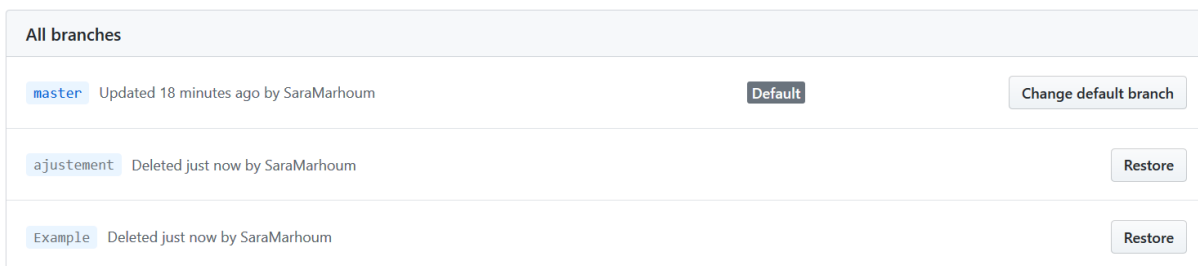 All branches
master Updated 18 minutes ago by SaraMarhoum Default Change default branch
ajustement Deleted just now by SaraMarhoum Restore
Example Deleted just now by SaraMarhoum Restore